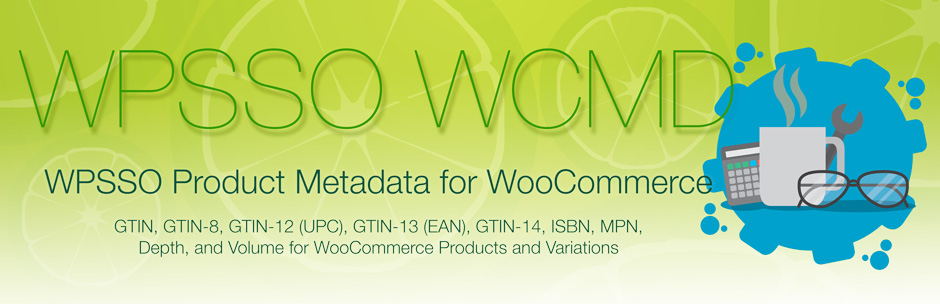 WPSSO WCMD
WPSSO Product Metadata for WooCommerce
GTIN, GTIN-8, GTIN-12 (UPC), GTIN-13 (EAN), GTIN-14, ISBN, MPN,
Depth, and Volume for WooCommerce Products and Variations